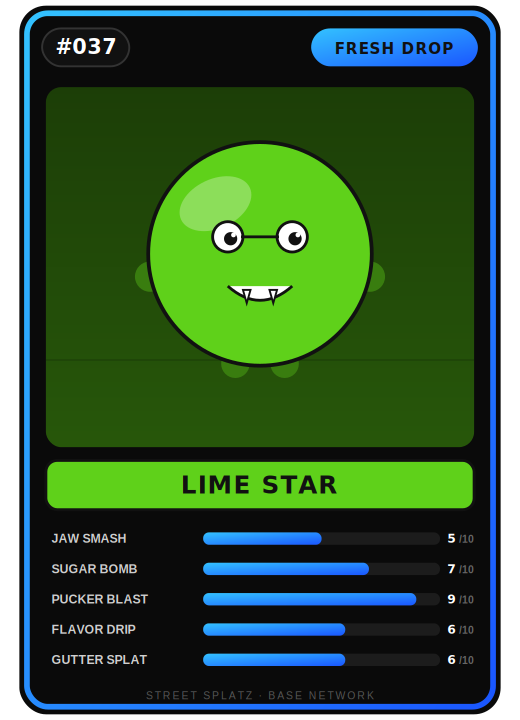 #037 FRESH DROP
LIME STAR
JAW SMASH 5 /10
SUGAR BOMB 7 /10
PUCKER BLAST 9 /10
FLAVOR DRIP 6 /10
GUTTER SPLAT 6 /10
STREET SPLATZ · BASE NETWORK